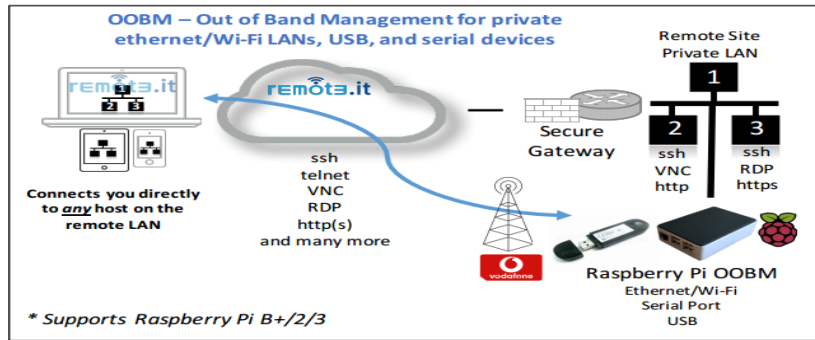 OOBM – Out of Band Management for private
ethernet/Wi-Fi LANs, USB, and serial devices
remot3.it
1
2 3
Connects you directly
to any host on the
remote LAN
remot3.it
ssh
telnet
VNC
RDP
http(s)
and many more
Secure
Gateway
Remote Site
Private LAN
1
2
ssh
VNC
http
3
ssh
RDP
https
vodafone
Raspberry Pi OOBM
Ethernet/Wi-Fi
Serial Port
USB
* Supports Raspberry Pi B+/2/3